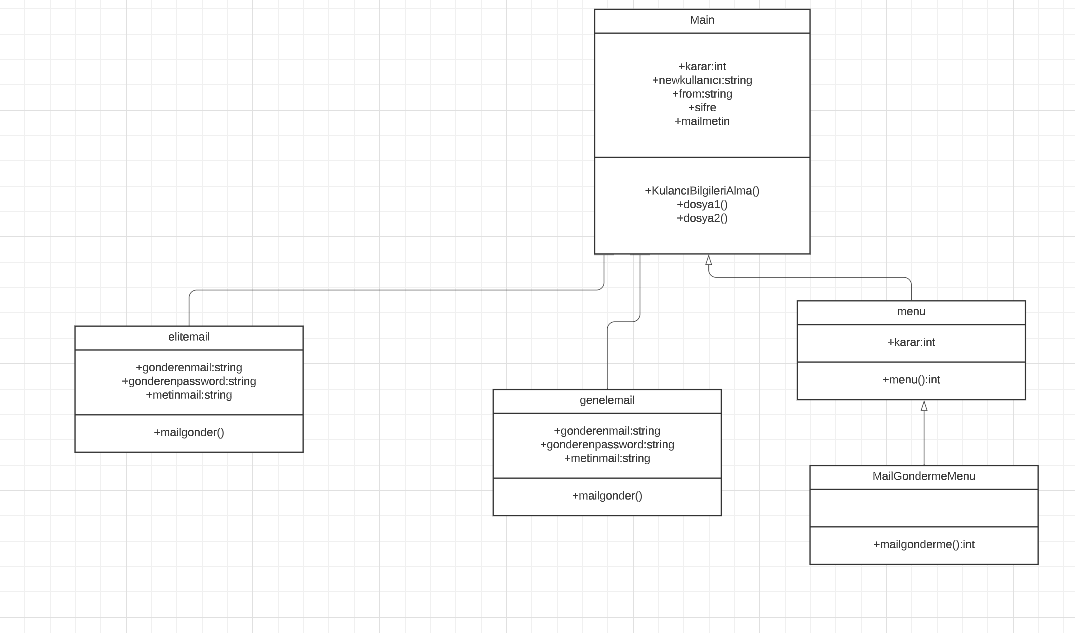 Main
+karar:int
+newkullanıcı:string
+from:string
+sifre
+mailmetin
+KulancıBilgileriAlma()
+dosya1()
+dosya2()
elitemail
+gonderenmail:string
+gonderenpassword:string
+metinmail:string
+mailgonder()
genelemail
+gonderenmail:string
+gonderenpassword:string
+metinmail:string
+mailgonder()
menu
+karar:int
+menu():int
MailGondermeMenu
+mailgonderme():int